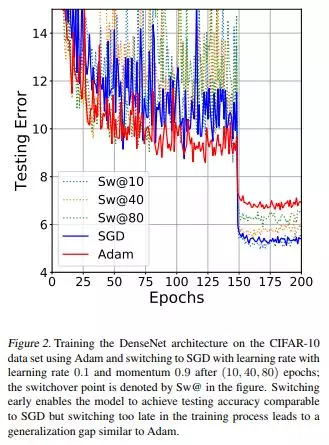 14
12
10
8
6
4
Testing Error
Sw@10
Sw@40
Sw@80
SGD
Adam
0 25 50 75 100 125 150 175 200
Epochs
Figure 2. Training the DenseNet architecture on the CIFAR-10
data set using Adam and switching to SGD with learning rate with
learning rate 0.1 and momentum 0.9 after (10, 40, 80) epochs;
the switchover point is denoted by Sw@ in the figure. Switching
early enables the model to achieve testing accuracy comparable
to SGD but switching too late in the training process leads to a
generalization gap similar to Adam.